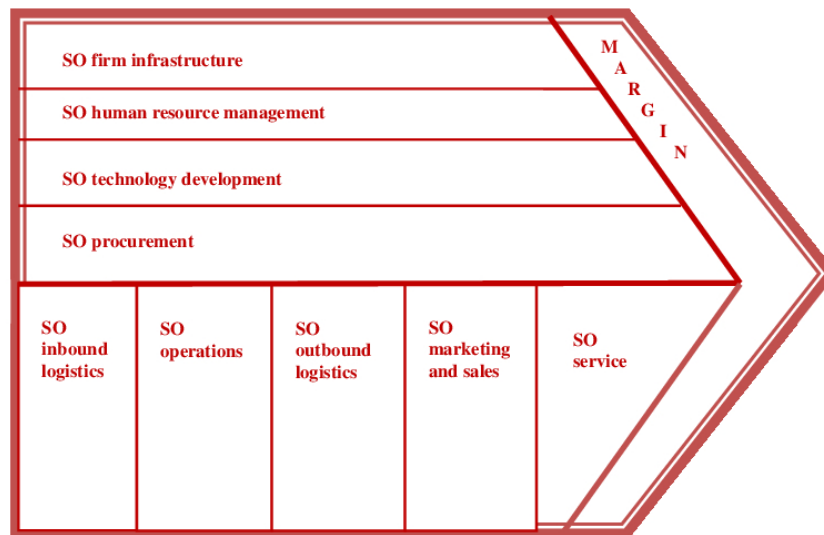 SO firm infrastructure
SO human resource management
SO technology development
SO procurement
MARGIN
SO
inbound
logistics
SO
operations
SO
outbound
logistics
SO
marketing
and sales
SO
service